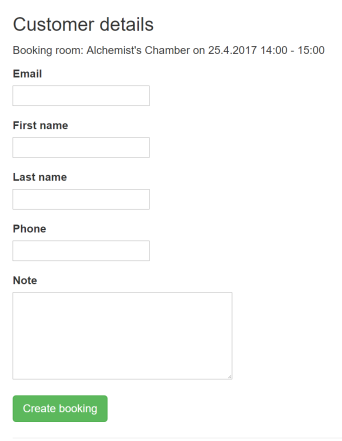 Customer details
Booking room: Alchemist's Chamber on 25.4.2017 14:00 - 15:00
Email
First name
Last name
Phone
Note
Create booking